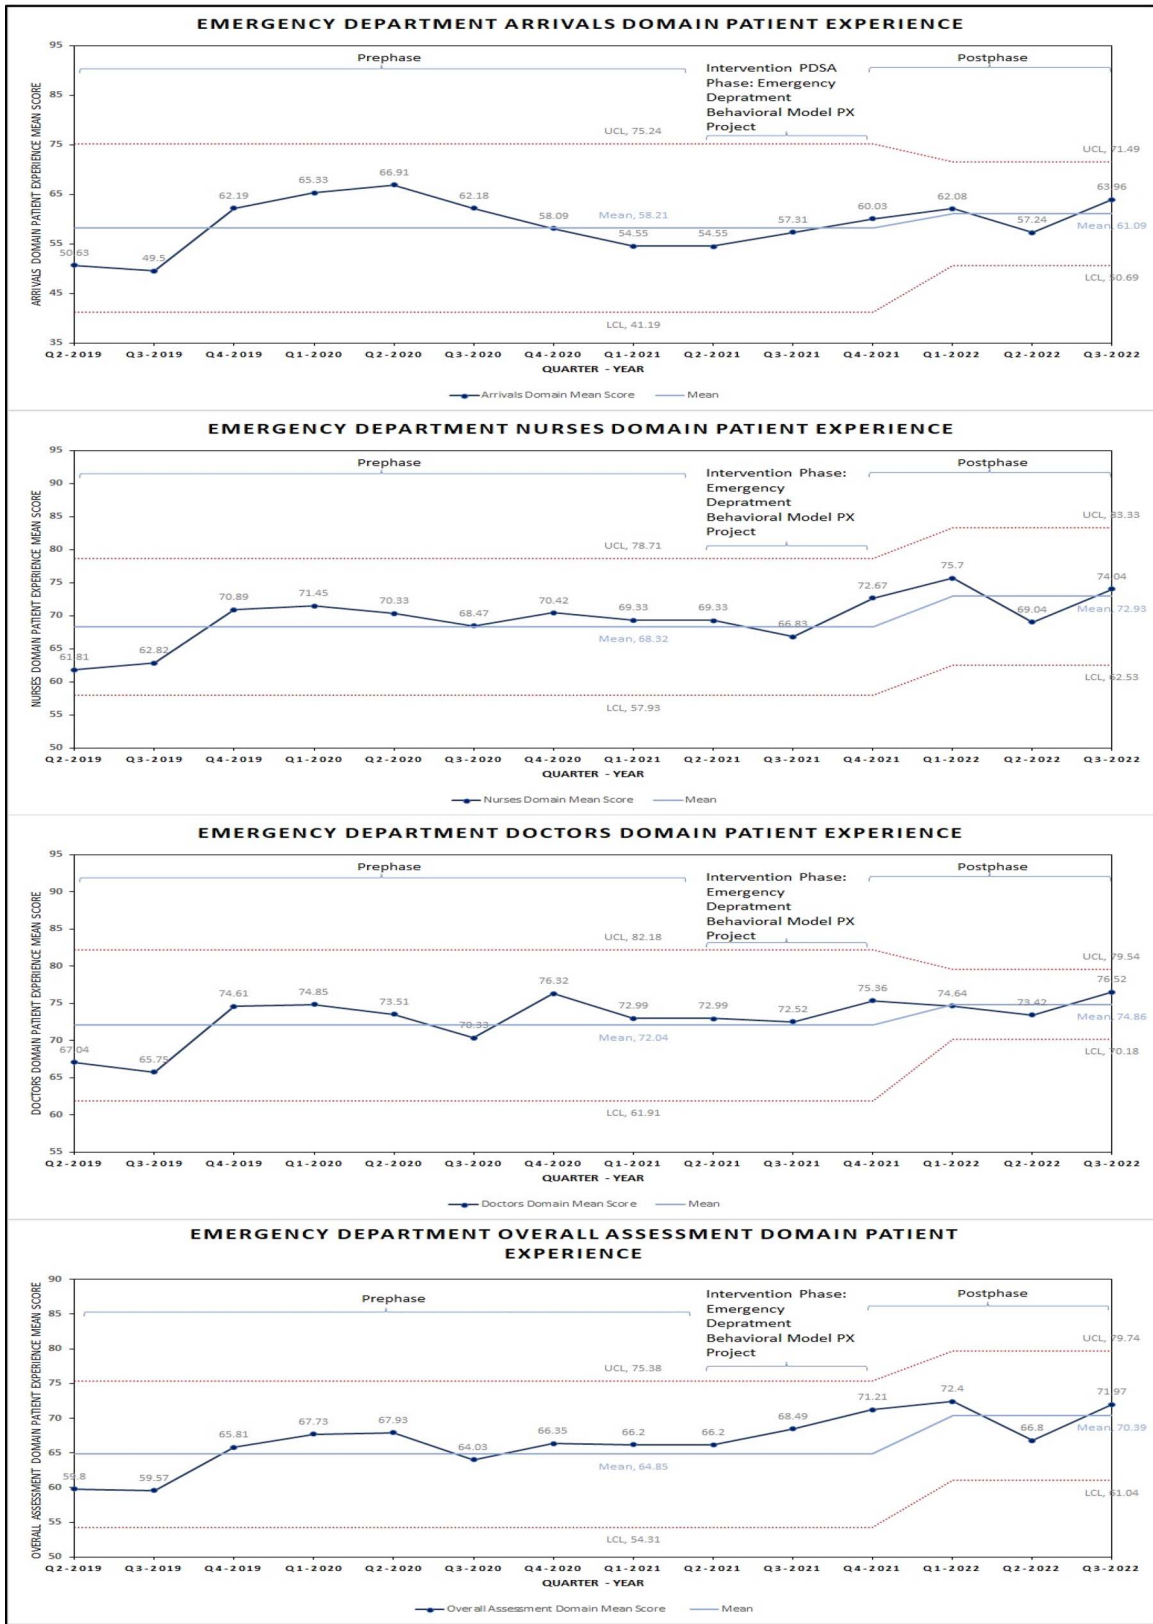 EMERGENCY DEPARTMENT ARRIVALS DOMAIN PATIENT EXPERIENCE
ARRIVALS DOMAIN PATIENT EXPERIENCE MEAN SCORE
95
85
75
65
55
45
35
Prephase
Intervention PDSA
Phase: Emergency
Depratment
Behavioral Model PX
Project
Postphase
UCL, 75.24
UCL, 71.49
50.63
49.5
62.19
65.33
66.91
62.18
58.09
54.55
54.55
57.31
60.03
62.08
57.24
63.96
Mean, 58.21
Mean, 61.09
LCL, 41.19
LCL, 50.69
Q2-2019 Q3-2019 Q4-2019 Q1-2020 Q2-2020 Q3-2020 Q4-2020 Q1-2021 Q2-2021 Q3-2021 Q4-2021 Q1-2022 Q2-2022 Q3-2022
QUARTER - YEAR
Arrivals Domain Mean Score Mean
EMERGENCY DEPARTMENT NURSES DOMAIN PATIENT EXPERIENCE
NURSES DOMAIN PATIENT EXPERIENCE MEAN SCORE
95
90
85
80
75
70
65
60
55
50
Prephase
Intervention Phase:
Emergency
Depratment
Behavioral Model PX
Project
Postphase
UCL, 78.71
UCL, 83.33
61.81
62.82
70.89
71.45
70.33
68.47
70.42
69.33
69.33
66.83
72.67
75.7
69.04
74.04
Mean, 68.32
Mean, 72.93
LCL, 57.93
LCL, 62.53
Q2-2019 Q3-2019 Q4-2019 Q1-2020 Q2-2020 Q3-2020 Q4-2020 Q1-2021 Q2-2021 Q3-2021 Q4-2021 Q1-2022 Q2-2022 Q3-2022
QUARTER - YEAR
Nurses Domain Mean Score Mean
EMERGENCY DEPARTMENT DOCTORS DOMAIN PATIENT EXPERIENCE
DOCTORS DOMAIN PATIENT EXPERIENCE MEAN SCORE
95
90
85
80
75
70
65
60
55
Prephase
Intervention Phase:
Emergency
Depratment
Behavioral Model PX
Project
Postphase
UCL, 82.18
UCL, 79.54
67.04
65.75
74.61
74.85
73.51
70.33
76.32
72.99
72.99
72.52
75.36
74.64
73.42
76.52
Mean, 72.04
Mean, 74.86
LCL, 61.91
LCL, 70.18
Q2-2019 Q3-2019 Q4-2019 Q1-2020 Q2-2020 Q3-2020 Q4-2020 Q1-2021 Q2-2021 Q3-2021 Q4-2021 Q1-2022 Q2-2022 Q3-2022
QUARTER - YEAR
Doctors Domain Mean Score Mean
EMERGENCY DEPARTMENT OVERALL ASSESSMENT DOMAIN PATIENT
EXPERIENCE
OVERALL ASSESSMENT DOMAIN PATIENT EXPERIENCE MEAN SCORE
90
85
80
75
70
65
60
55
50
Prephase
Intervention Phase:
Emergency
Depratment
Behavioral Model PX
Project
Postphase
UCL, 75.38
UCL, 79.74
59.8
59.57
65.81
67.73
67.93
64.03
66.35
66.2
66.2
68.49
71.21
72.4
66.8
71.97
Mean, 64.85
Mean, 70.39
LCL, 54.31
LCL, 61.04
Q2-2019 Q3-2019 Q4-2019 Q1-2020 Q2-2020 Q3-2020 Q4-2020 Q1-2021 Q2-2021 Q3-2021 Q4-2021 Q1-2022 Q2-2022 Q3-2022
QUARTER - YEAR
Overall Assessment Domain Mean Score Mean